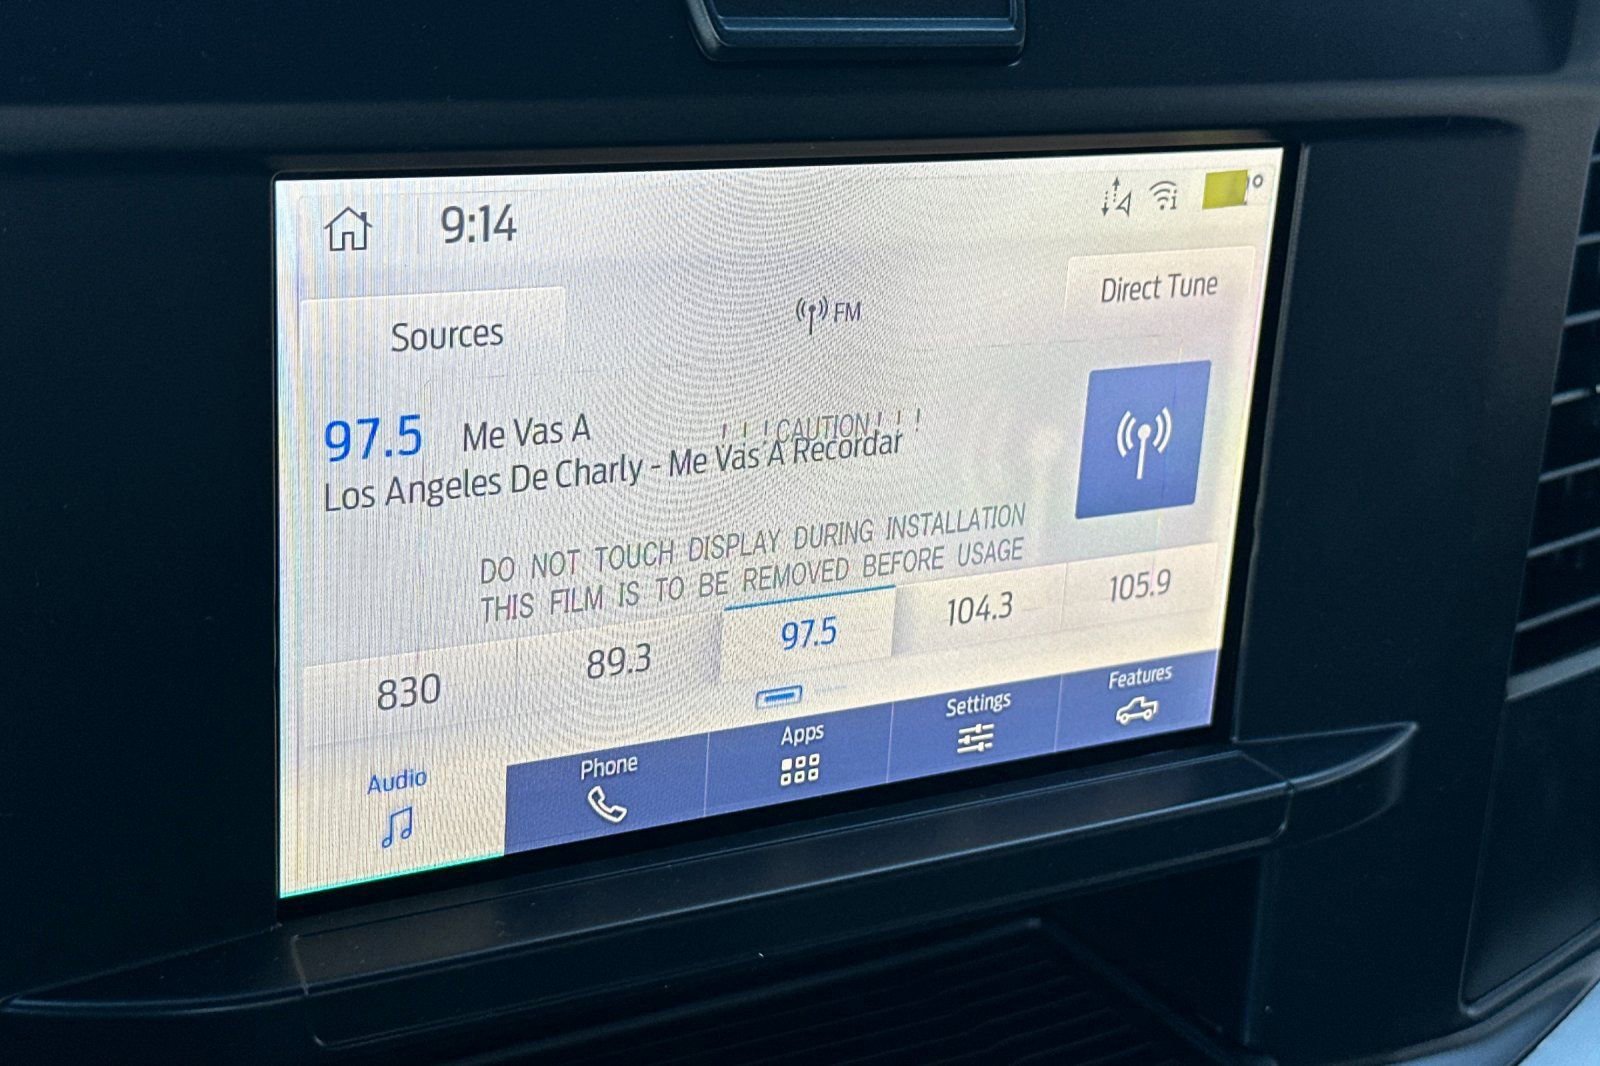 9:14
Sources
FM
Direct Tune
97.5 Me Vas A
! ! ! CAUTION ! ! !
Los Angeles De Charly - Me Vas A Recordar
DO NOT TOUCH DISPLAY DURING INSTALLATION
THIS FILM IS TO BE REMOVED BEFORE USAGE
830 89.3 97.5 104.3 105.9
Audio Phone Apps Settings Features